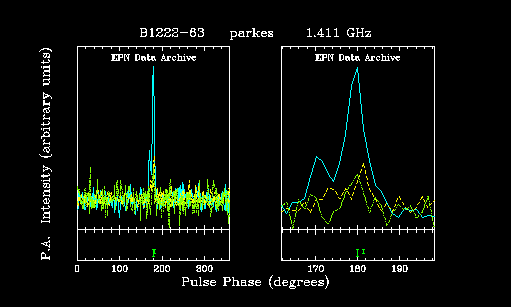 B1222-63 parkes 1.411 GHz
EPN Data Archive EPN Data Archive
P.A. Intensity (arbitrary units)
0 100 200 300 170 180 190
Pulse Phase (degrees)